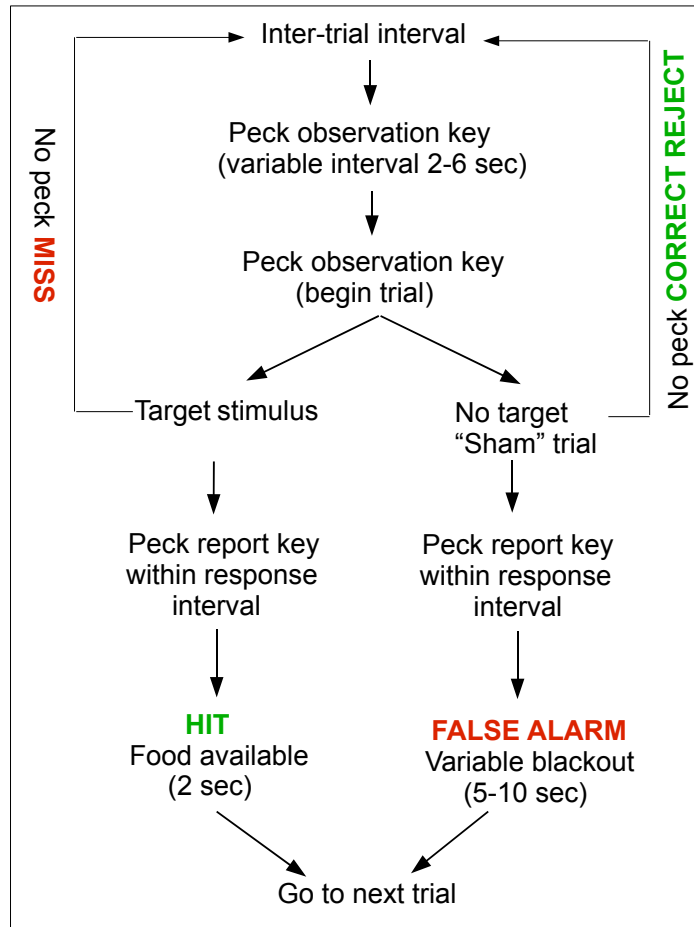 Inter-trial interval
Peck observation key
(variable interval 2-6 sec)
Peck observation key
(begin trial)
No peck MISS
No peck CORRECT REJECT
Target stimulus
No target
“Sham” trial
Peck report key
within response
interval
Peck report key
within response
interval
HIT
Food available
(2 sec)
FALSE ALARM
Variable blackout
(5-10 sec)
Go to next trial